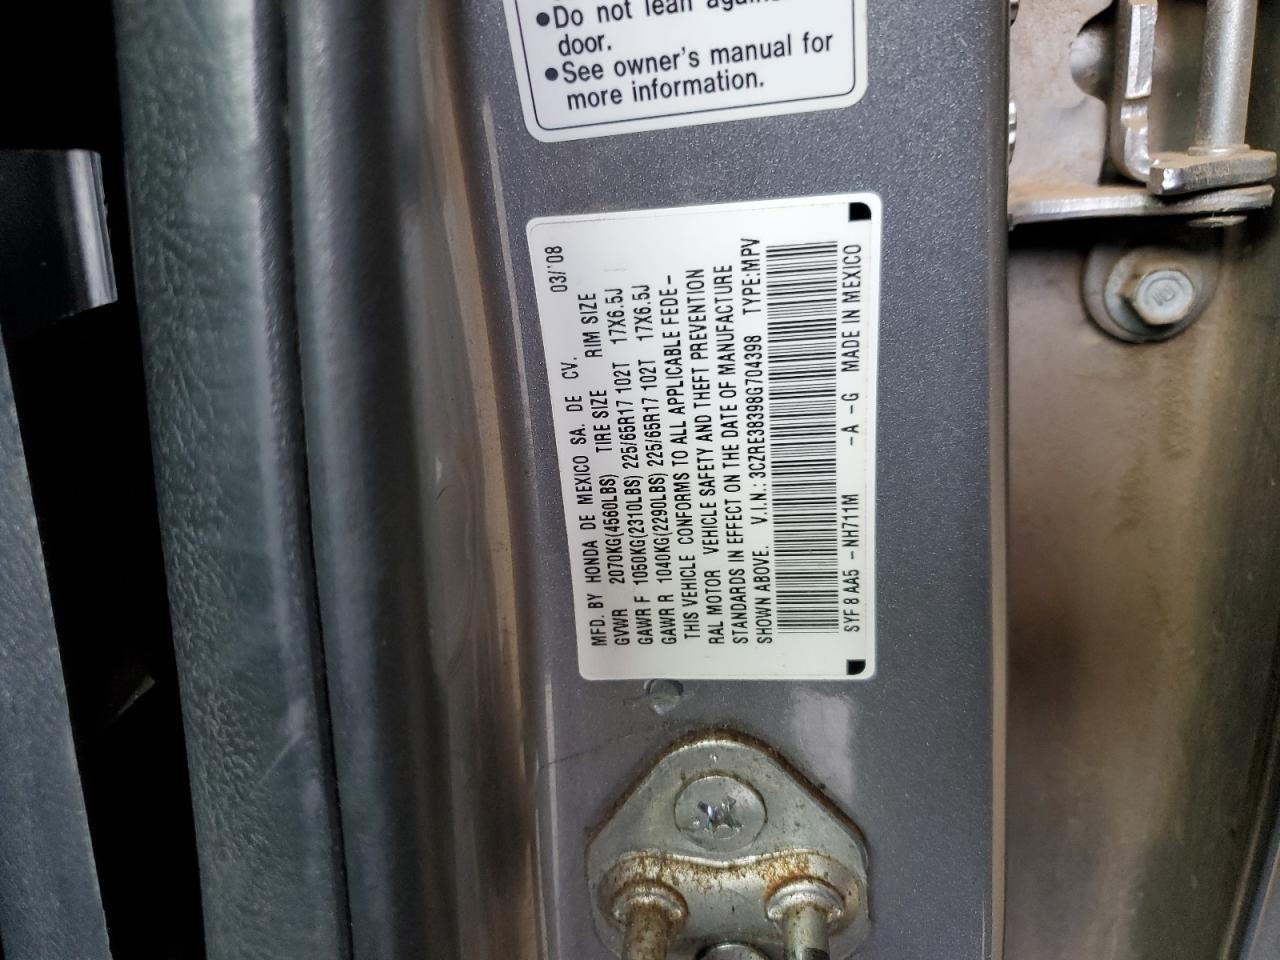 ●Do not lean
door.
●See owner's manual for
more information.
03/'08
MFD. BY HONDA DE MEXICO SA. DE CV.
GVWR 2070KG(4560LBS) TIRE SIZE RIM SIZE
GAWR F 1050KG(2310LBS) 225/65R17 102T 17X6.5J
GAWR R 1040KG(2290LBS) 225/65R17 102T 17X6.5J
THIS VEHICLE CONFORMS TO ALL APPLICABLE FEDE-
RAL MOTOR VEHICLE SAFETY AND THEFT PREVENTION
STANDARDS IN EFFECT ON THE DATE OF MANUFACTURE
SHOWN ABOVE. V.I.N.: 3CZRE38398G704398 TYPE:MPV
SYF 8 AA5 - NH711M -A -G MADE IN MEXICO